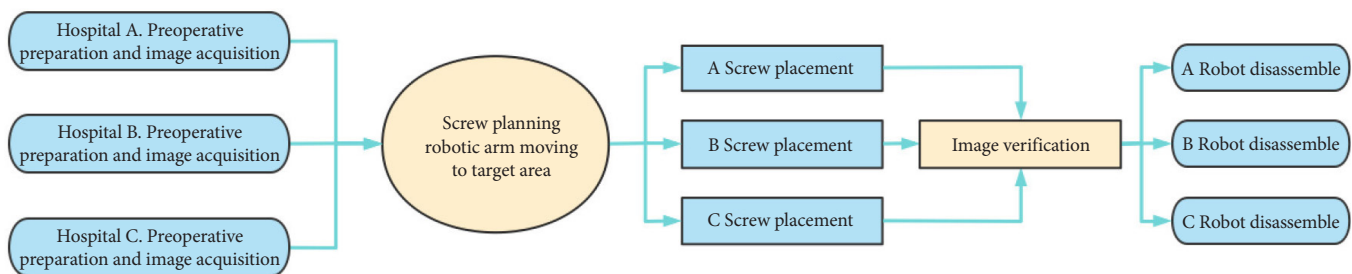 Hospital A. Preoperative
preparation and image acquisition
Hospital B. Preoperative
preparation and image acquisition
Hospital C. Preoperative
preparation and image acquisition
Screw planning
robotic arm moving
to target area
A Screw placement
B Screw placement
C Screw placement
Image verification
A Robot disassemble
B Robot disassemble
C Robot disassemble